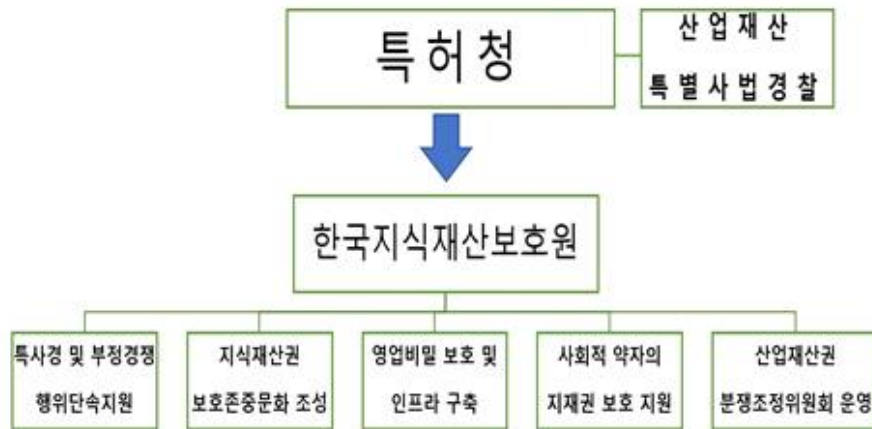 특허청
산업재산
특별사법경찰
한국지식재산보호원
특사경 및 부정경쟁
행위단속지원
지식재산권
보호존중문화 조성
영업비밀 보호 및
인프라 구축
사회적 약자의
지재권 보호 지원
산업재산권
분쟁조정위원회 운영